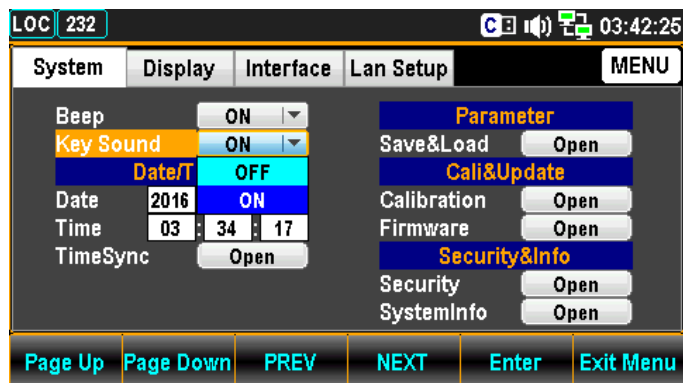 LOC 232 C 03:42:25
System Display Interface Lan Setup MENU
Beep ON
Key Sound ON
OFF
ON
Date/T
Date 2016
Time 03 : 34 : 17
TimeSync Open
Parameter
Save&Load Open
Cali&Update
Calibration Open
Firmware Open
Security&Info
Security Open
SystemInfo Open
Page Up Page Down PREV NEXT Enter Exit Menu